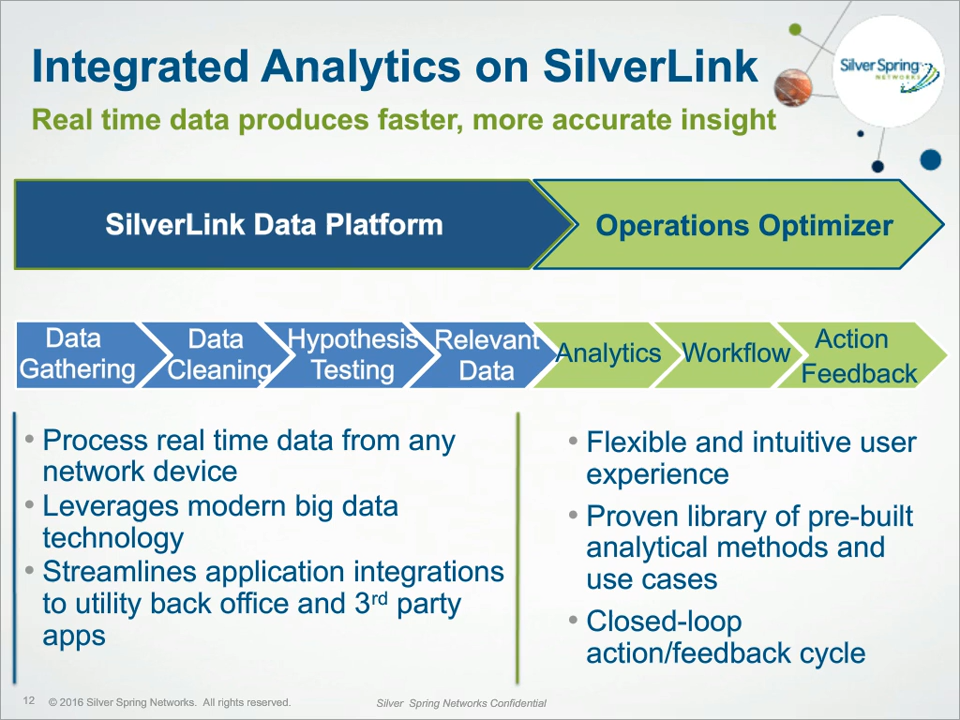 Integrated Analytics on SilverLink
Real time data produces faster, more accurate insight
Silver Spring
NETWORKS
SilverLink Data Platform
Operations Optimizer
Data
Gathering
Data
Cleaning
Hypothesis
Testing
Relevant
Data
Analytics
Workflow
Action
Feedback
• Process real time data from any
network device
• Leverages modern big data
technology
• Streamlines application integrations
to utility back office and 3rd party
apps
• Flexible and intuitive user
experience
• Proven library of pre-built
analytical methods and
use cases
• Closed-loop
action/feedback cycle
12 © 2016 Silver Spring Networks. All rights reserved.
Silver Spring Networks Confidential